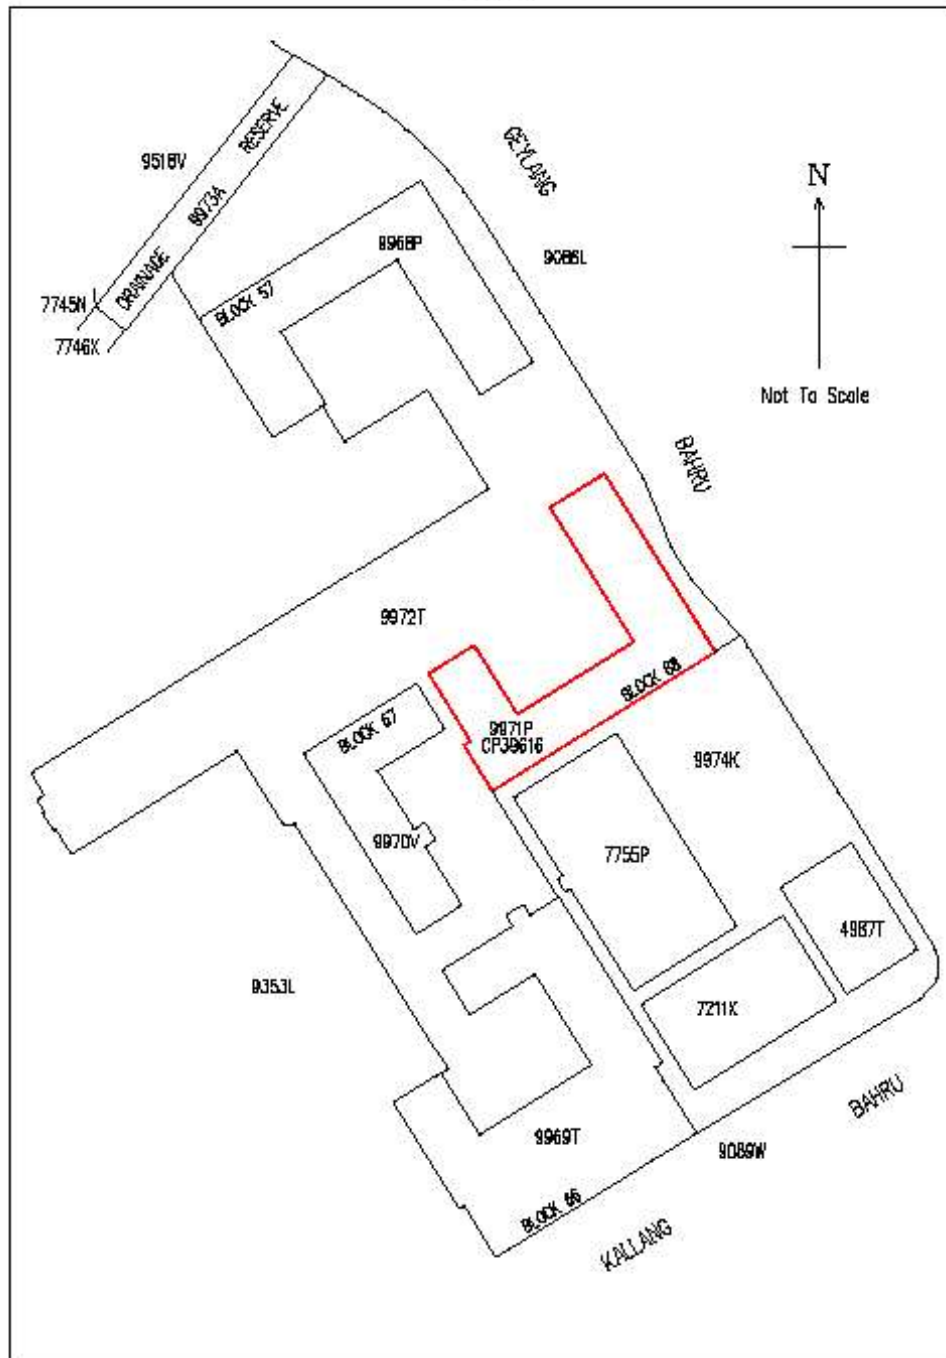 GEYLANG
RESERVE
9518V
N
9973A
9968P
9086L
DRAINAGE
BLOCK 57
7745N
7746X
Not To Scale
BAHRU
9972T
BLOCK 68
BLOCK 67
9971P
CP39616
9974K
9970V
7755P
4987T
9353L
7211K
BAHRU
9969T
9089W
BLOCK 66
KALLANG